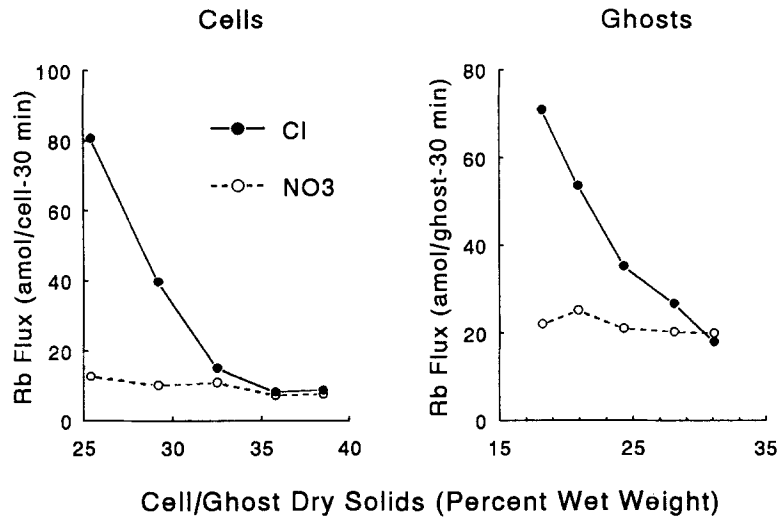 Cells
Ghosts
Rb Flux (amol/cell-30 min)
100
80
60
40
20
0
25
30
35
40
Cl
NO3
Rb Flux (amol/ghost-30 min)
80
60
40
20
0
15
25
35
Cell/Ghost Dry Solids (Percent Wet Weight)